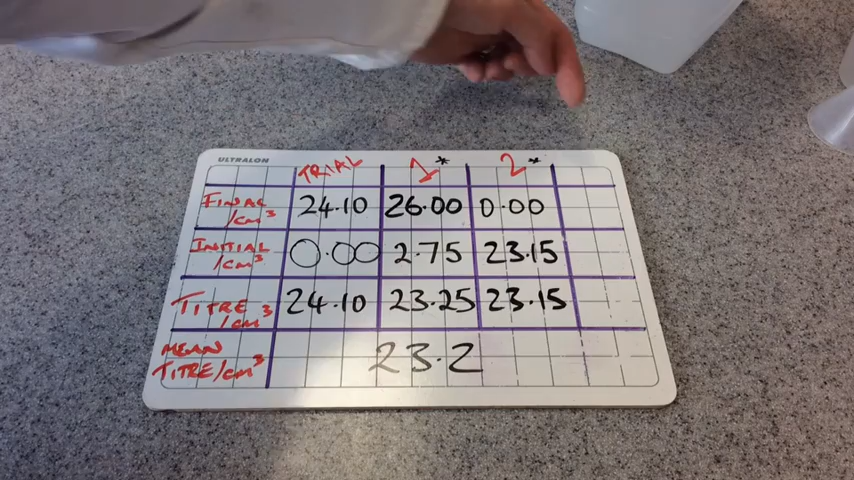 ULTRALON
TRIAL 1* 2*
FINAL /cm³ 24.10 26.00 0.00
INITIAL /cm³ 0.00 2.75 23.15
TITRE /cm³ 24.10 23.25 23.15
MEAN TITRE/cm³ 23.2